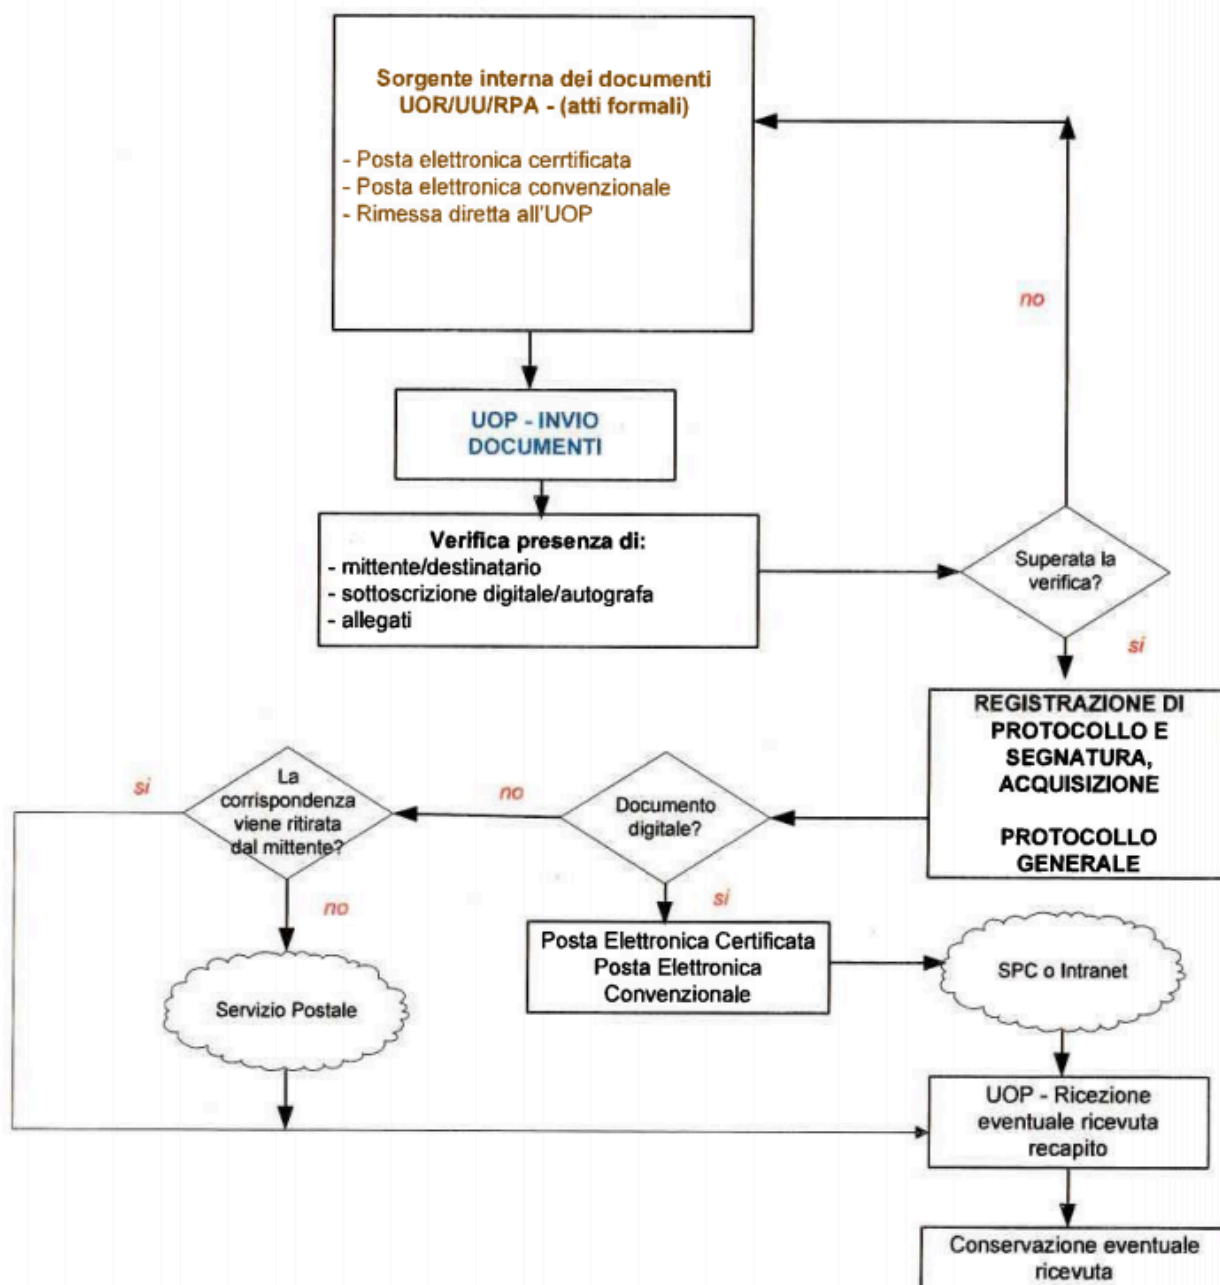 Sorgente interna dei documenti
UOR/UU/RPA - (atti formali)
- Posta elettronica cerrtificata
- Posta elettronica convenzionale
- Rimessa diretta all'UOP
no
UOP - INVIO
DOCUMENTI
Verifica presenza di:
- mittente/destinatario
- sottoscrizione digitale/autografa
- allegati
Superata la
verifica?
si
REGISTRAZIONE DI
PROTOCOLLO E
SEGNATURA,
ACQUISIZIONE
PROTOCOLLO
GENERALE
Documento
digitale?
no
La
corrispondenza
viene ritirata
dal mittente?
si
no
Servizio Postale
si
Posta Elettronica Certificata
Posta Elettronica
Convenzionale
SPC o Intranet
UOP - Ricezione
eventuale ricevuta
recapito
Conservazione eventuale
ricevuta